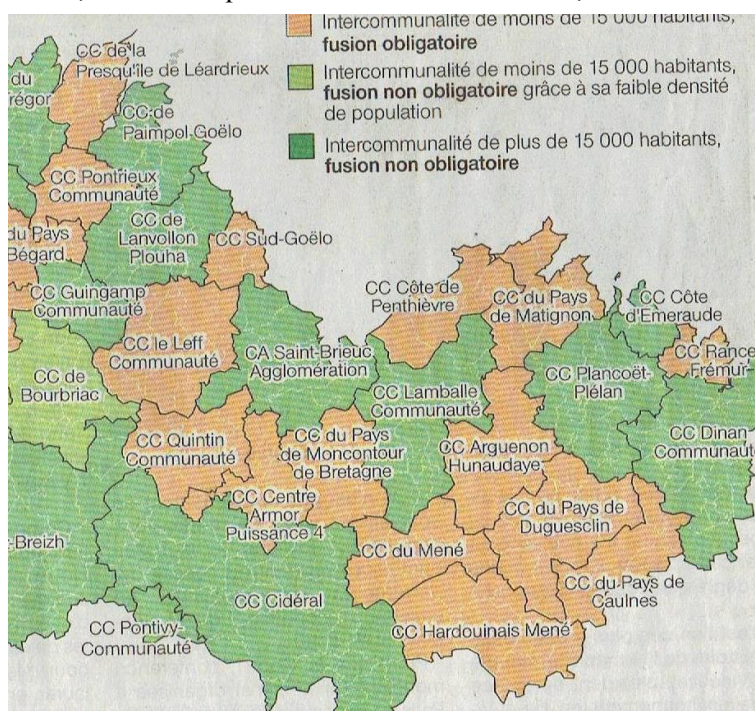 Intercommunalité de moins de 15 000 habitants,
fusion obligatoire
Intercommunalité de moins de 15 000 habitants,
fusion non obligatoire grâce à sa faible densité
de population
Intercommunalité de plus de 15 000 habitants,
fusion non obligatoire
CC de la
Presqu'île de Léardrieux
du
régor
CC de
Paimpol-Goëlo
CC Pontrieux
Communauté
CC de
Lanvollon
Plouha
CC Sud-Goëlo
du Pays
Bégard
CC Guingamp
Communauté
CC Côte de
Penthièvre
CC du Pays
de Matignon
CC Côte
d'Emeraude
CC le Leff
Communauté
CA Saint-Brieuc
Agglomération
CC Rance
Frémur
CC de
Bourbriac
CC Lamballe
Communauté
CC Plancoët-
Plélan
CC Quintin
Communauté
CC du Pays
de Moncontour
de Bretagne
CC Arguenon
Hunaudaye
CC Dinan
Communauté
CC Centre
Armor
Puissance 4
CC du Pays de
Duguesclin
-Breizh
CC du Mené
CC du Pays de
Caulnes
CC Cidéral
CC Pontivy-
Communauté
CC Hardouinais Mené